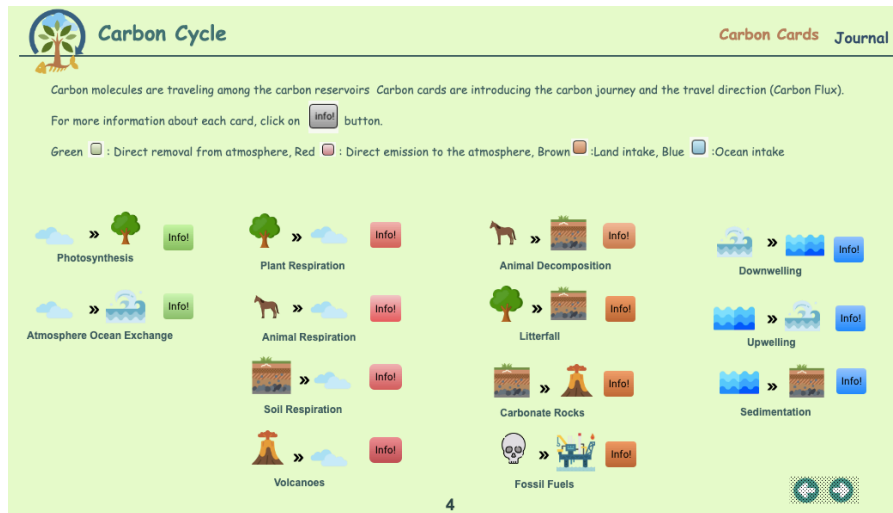 Carbon Cycle
Carbon Cards Journal
Carbon molecules are traveling among the carbon reservoirs Carbon cards are introducing the carbon journey and the travel direction (Carbon Flux).
For more information about each card, click on info! button.
Green : Direct removal from atmosphere, Red : Direct emission to the atmosphere, Brown :Land intake, Blue :Ocean intake
» Info!
Photosynthesis
» Info!
Atmosphere Ocean Exchange
» Info!
Plant Respiration
» Info!
Animal Respiration
» Info!
Soil Respiration
» Info!
Volcanoes
» Info!
Animal Decomposition
» Info!
Litterfall
» Info!
Carbonate Rocks
» Info!
Fossil Fuels
» Info!
Downwelling
» Info!
Upwelling
» Info!
Sedimentation
4